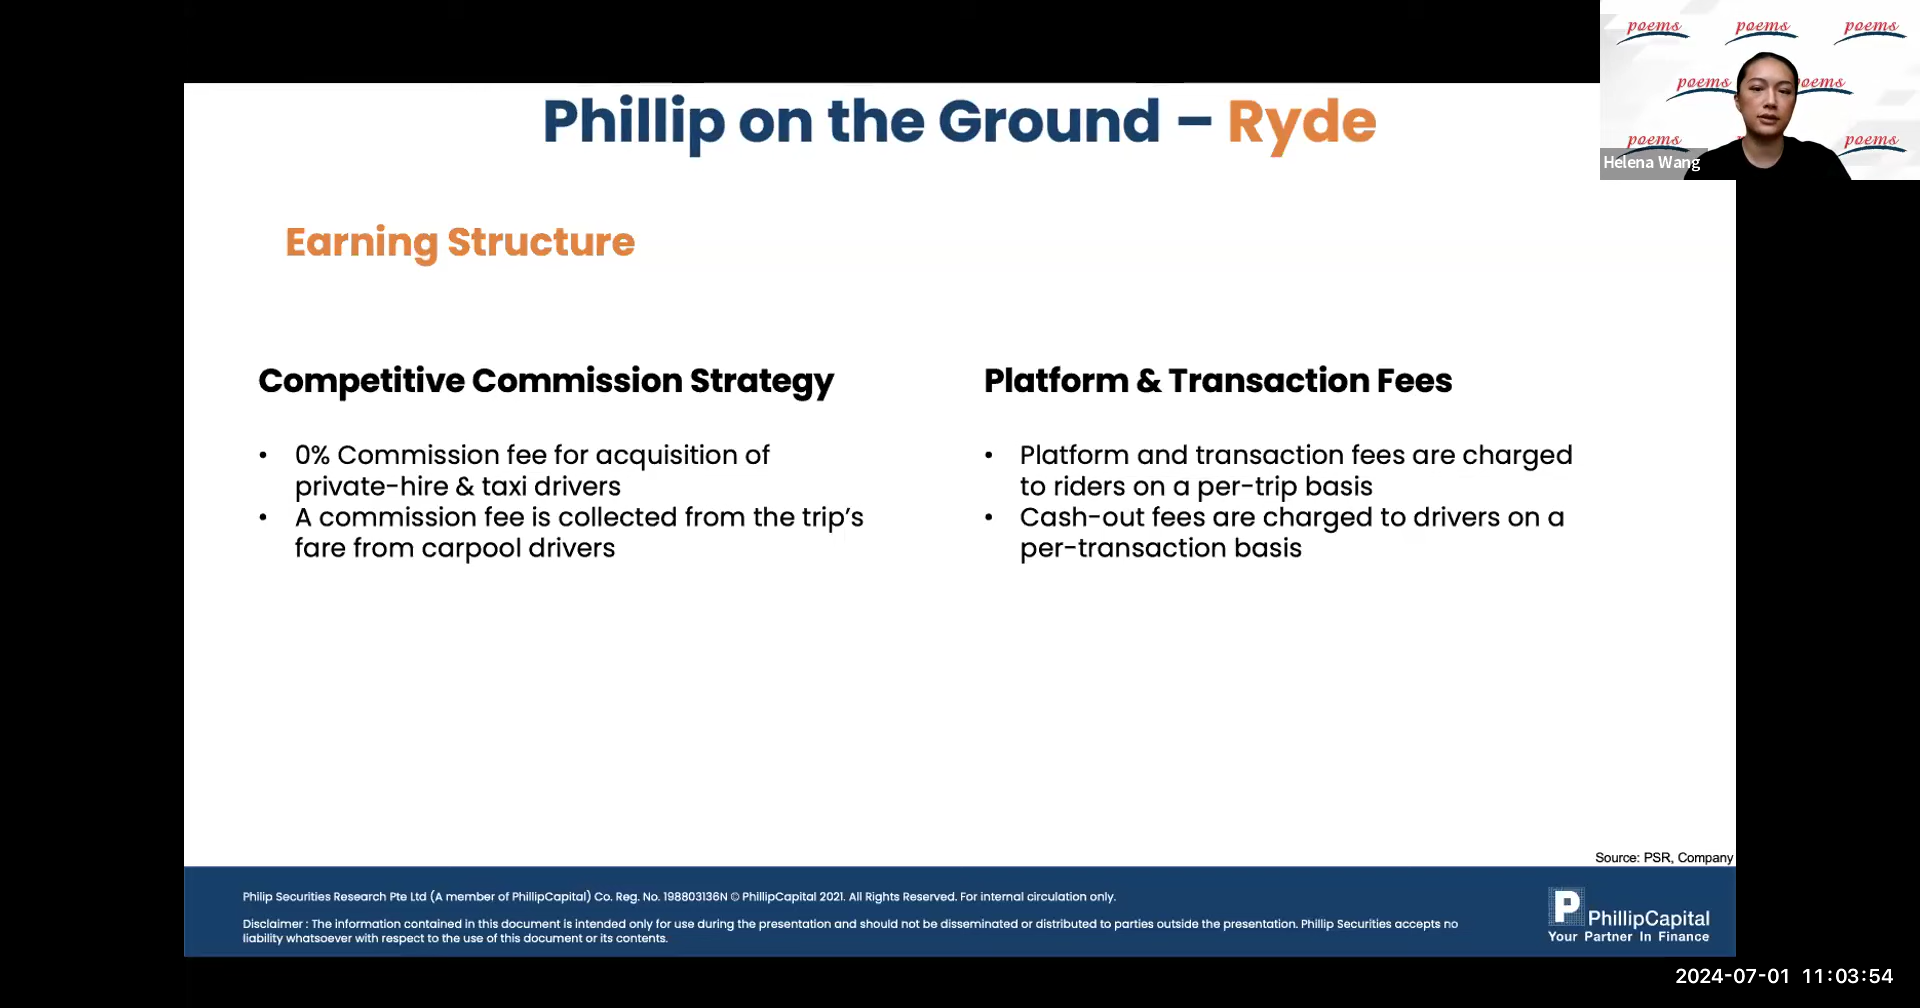 Phillip on the Ground – Ryde
poems poems poems
poems poems
poems poems
Helena Wang
Earning Structure
Competitive Commission Strategy
• 0% Commission fee for acquisition of
private-hire & taxi drivers
• A commission fee is collected from the trip's
fare from carpool drivers
Platform & Transaction Fees
• Platform and transaction fees are charged
to riders on a per-trip basis
• Cash-out fees are charged to drivers on a
per-transaction basis
Source: PSR, Company
Philip Securities Research Pte Ltd (A member of PhillipCapital) Co. Reg. No. 198803136N © PhillipCapital 2021. All Rights Reserved. For internal circulation only.
Disclaimer : The information contained in this document is intended only for use during the presentation and should not be disseminated or distributed to parties outside the presentation. Phillip Securities accepts no
liability whatsoever with respect to the use of this document or its contents.
P PhillipCapital
Your Partner In Finance
2024-07-01 11:03:54